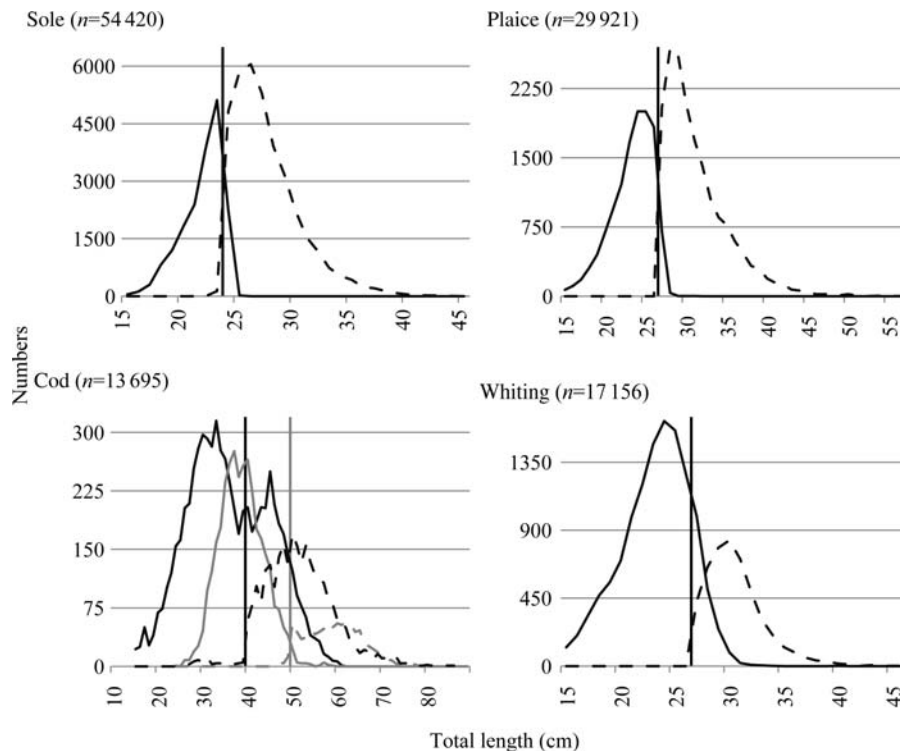 Sole (n=54 420)
6000
4500
3000
1500
0
15 20 25 30 35 40 45
Plaice (n=29 921)
2250
1500
750
0
15 20 25 30 35 40 45 50 55
Numbers
Cod (n=13 695)
300
225
150
75
0
10 20 30 40 50 60 70 80
Whiting (n=17 156)
1350
900
450
0
15 20 25 30 35 40 45
Total length (cm)